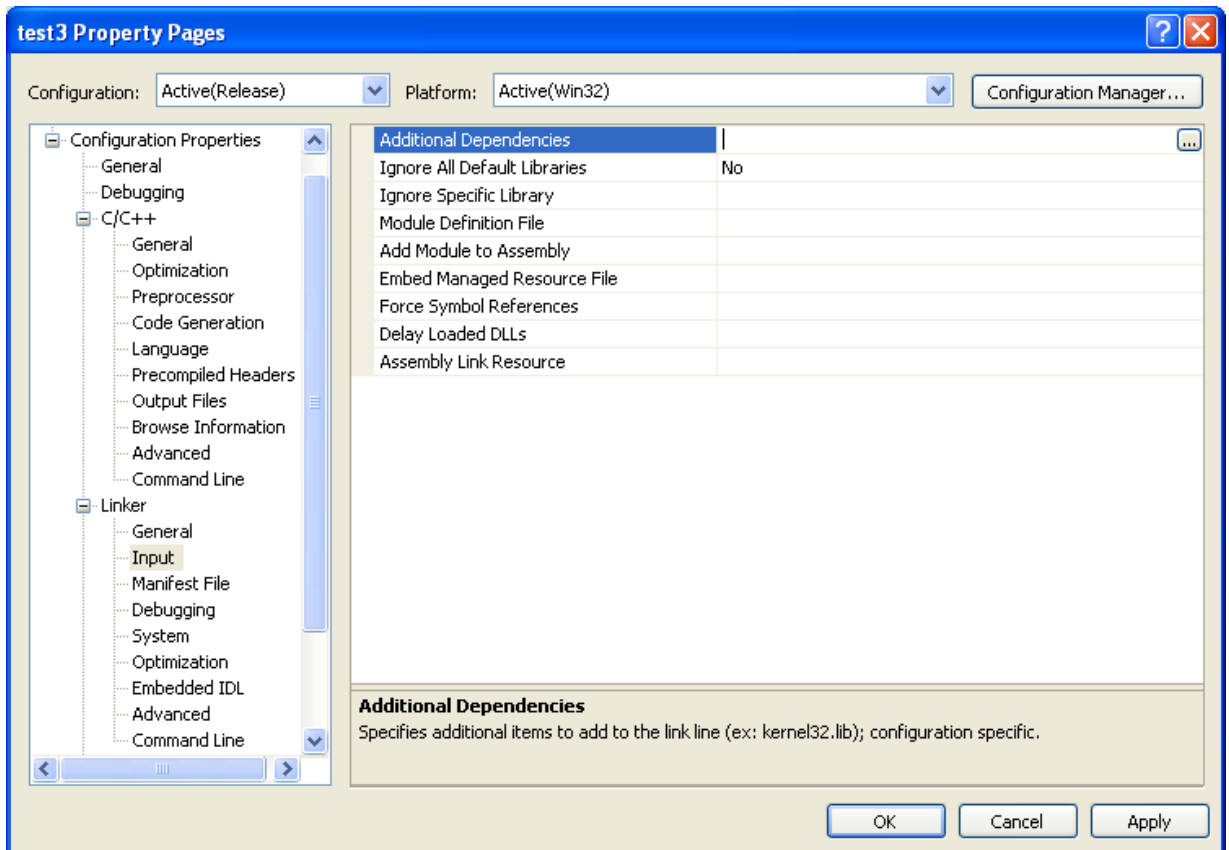 test3 Property Pages
Configuration: Active(Release) Platform: Active(Win32) Configuration Manager...
Configuration Properties
General
Debugging
C/C++
General
Optimization
Preprocessor
Code Generation
Language
Precompiled Headers
Output Files
Browse Information
Advanced
Command Line
Linker
General
Input
Manifest File
Debugging
System
Optimization
Embedded IDL
Advanced
Command Line
Additional Dependencies ...
Ignore All Default Libraries No
Ignore Specific Library
Module Definition File
Add Module to Assembly
Embed Managed Resource File
Force Symbol References
Delay Loaded DLLs
Assembly Link Resource
Additional Dependencies
Specifies additional items to add to the link line (ex: kernel32.lib); configuration specific.
OK Cancel Apply